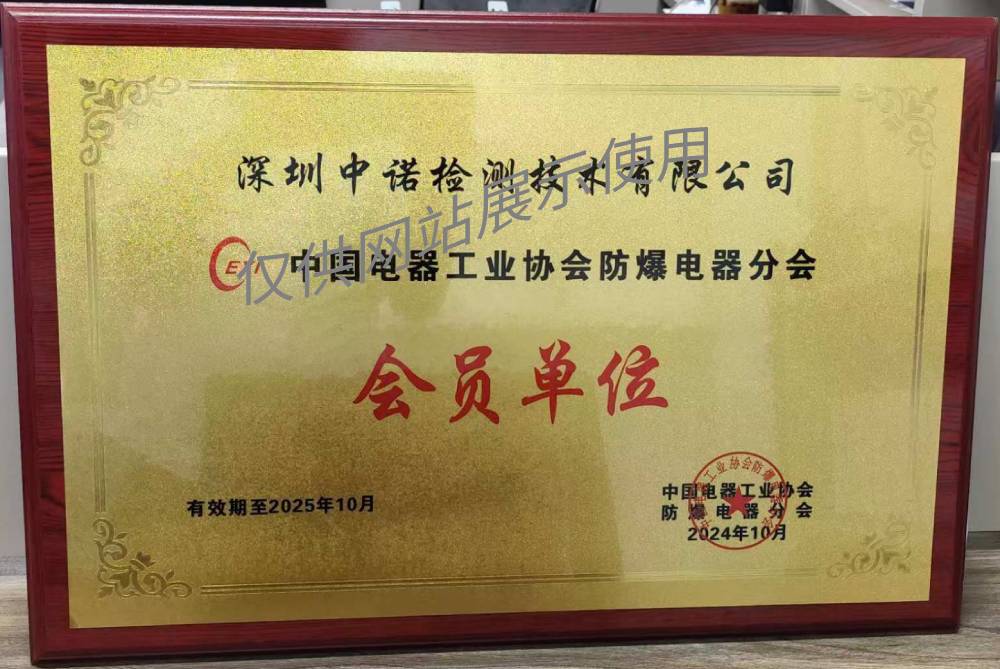 深圳中诺检测技术有限公司
中国电器工业协会防爆电器分会
会员单位
有效期至2025年10月
中国电器工业协会
防爆电器分会
2024年10月
仅供网站展示使用